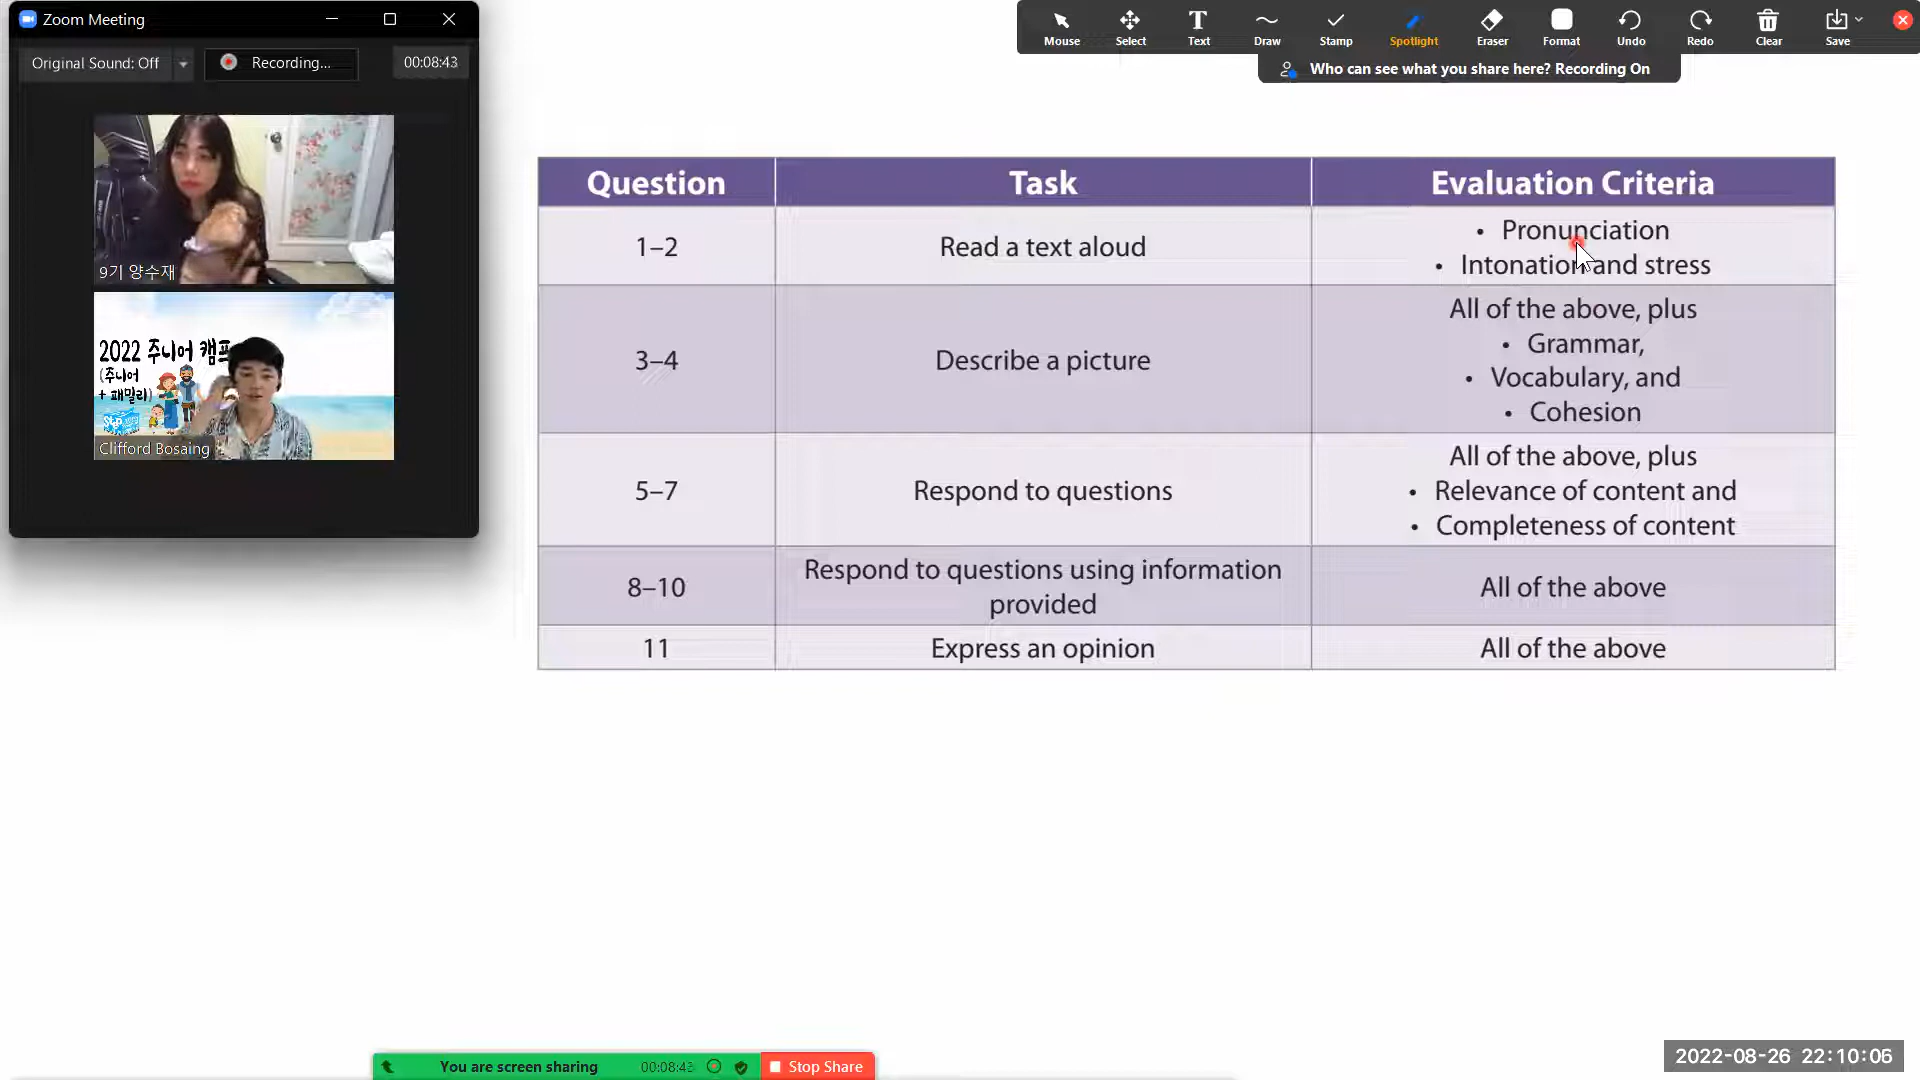 Zoom Meeting
Original Sound: Off
Recording...
00:08:43
9기 양수재
2022 주니어 캠프
(주니어
+ 패밀리)
Clifford Bosaing
Mouse
Select
Text
Draw
Stamp
Spotlight
Eraser
Format
Undo
Redo
Clear
Save
Who can see what you share here? Recording On
Question Task Evaluation Criteria
1–2 Read a text aloud
• Pronunciation
• Intonation and stress
3–4 Describe a picture
All of the above, plus
• Grammar,
• Vocabulary, and
• Cohesion
5–7 Respond to questions
All of the above, plus
• Relevance of content and
• Completeness of content
8–10 Respond to questions using information
provided
All of the above
11 Express an opinion All of the above
You are screen sharing
Stop Share
2022-08-26 22:10:06